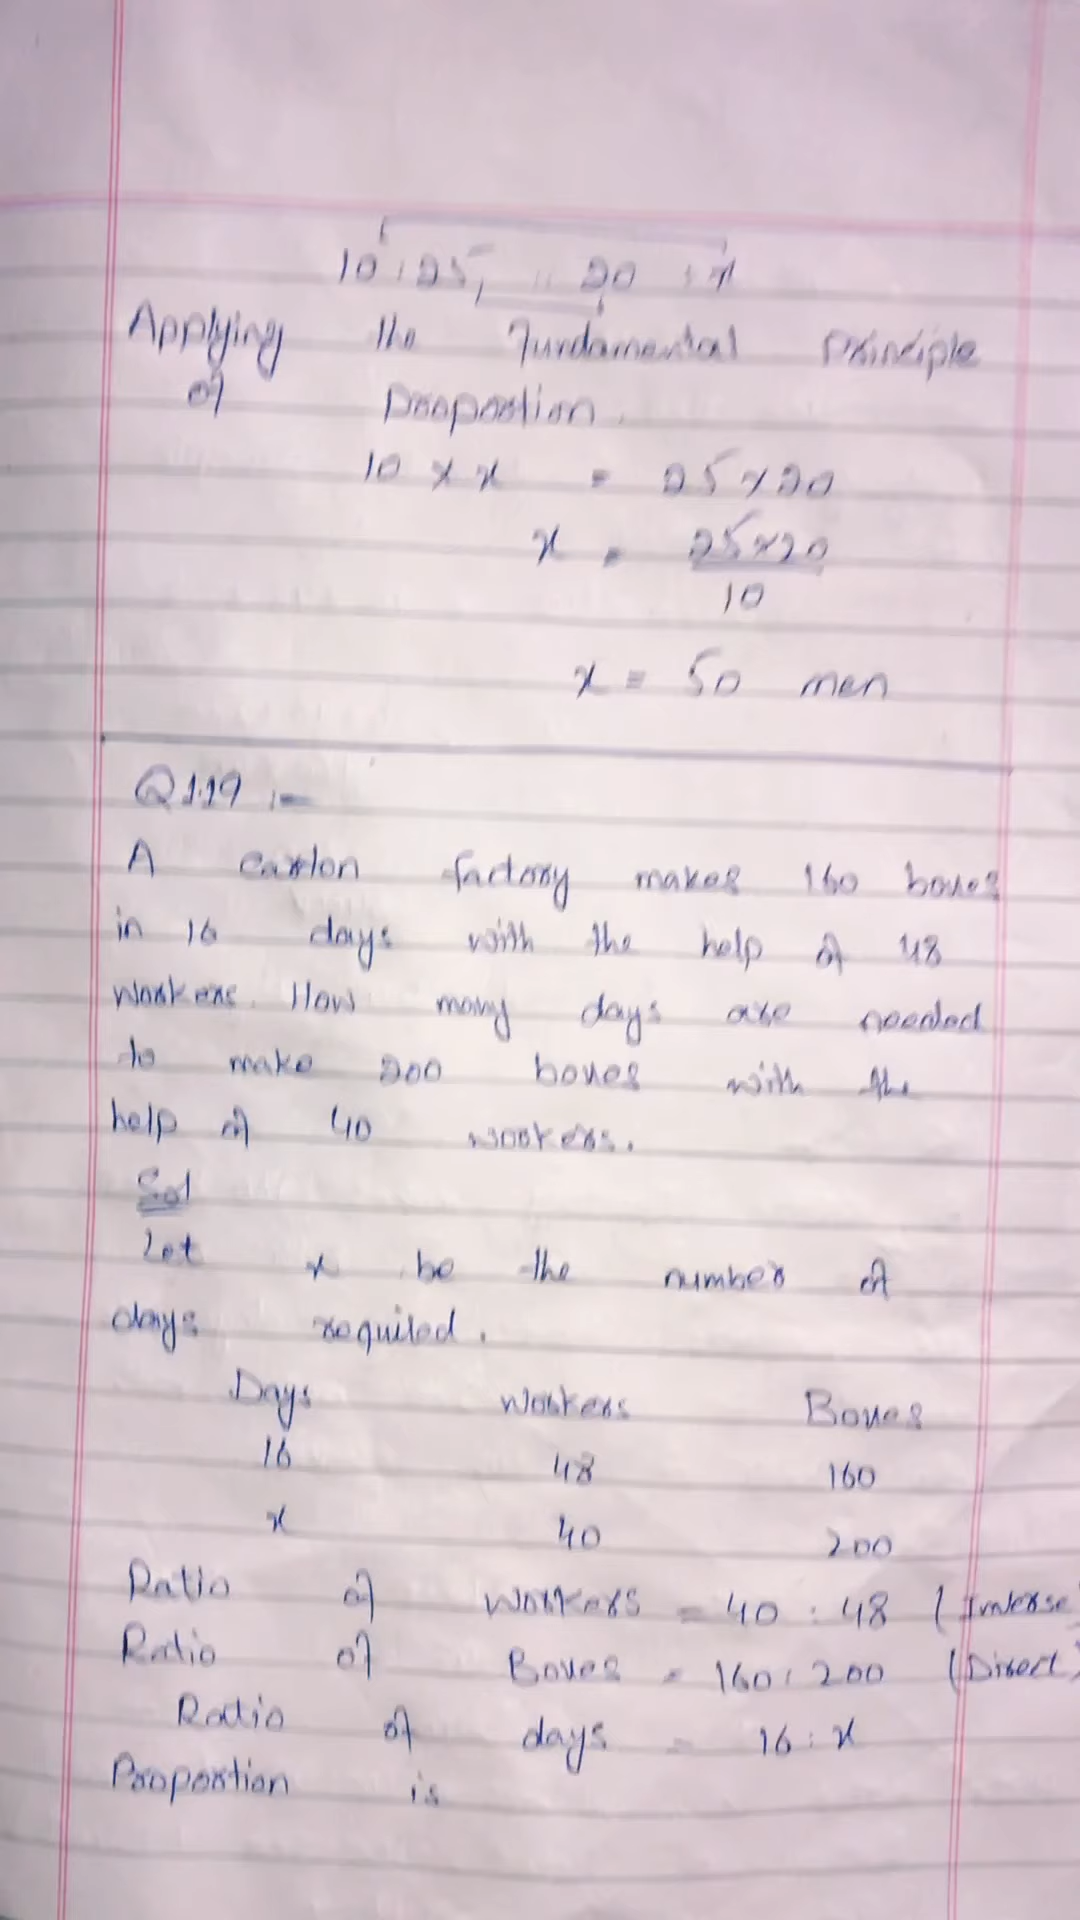 10 : 25 :: 20 : x
Applying the fundamental principle
of proportion.
10 × x = 25 × 20
x = 25×20
10
x = 50 men
Q1.19 :-
A carton factory makes 160 boxes
in 16 days with the help of 48
workers. How many days are needed
to make 200 boxes with the
help of 40 workers.
Sol
Let x be the number of
days required.
Days Workers Boxes
16 48 160
x 40 200
Ratio of workers = 40 : 48 (Inverse)
Ratio of Boxes = 160 : 200 (Direct)
Ratio of days = 16 : x
Proportion is